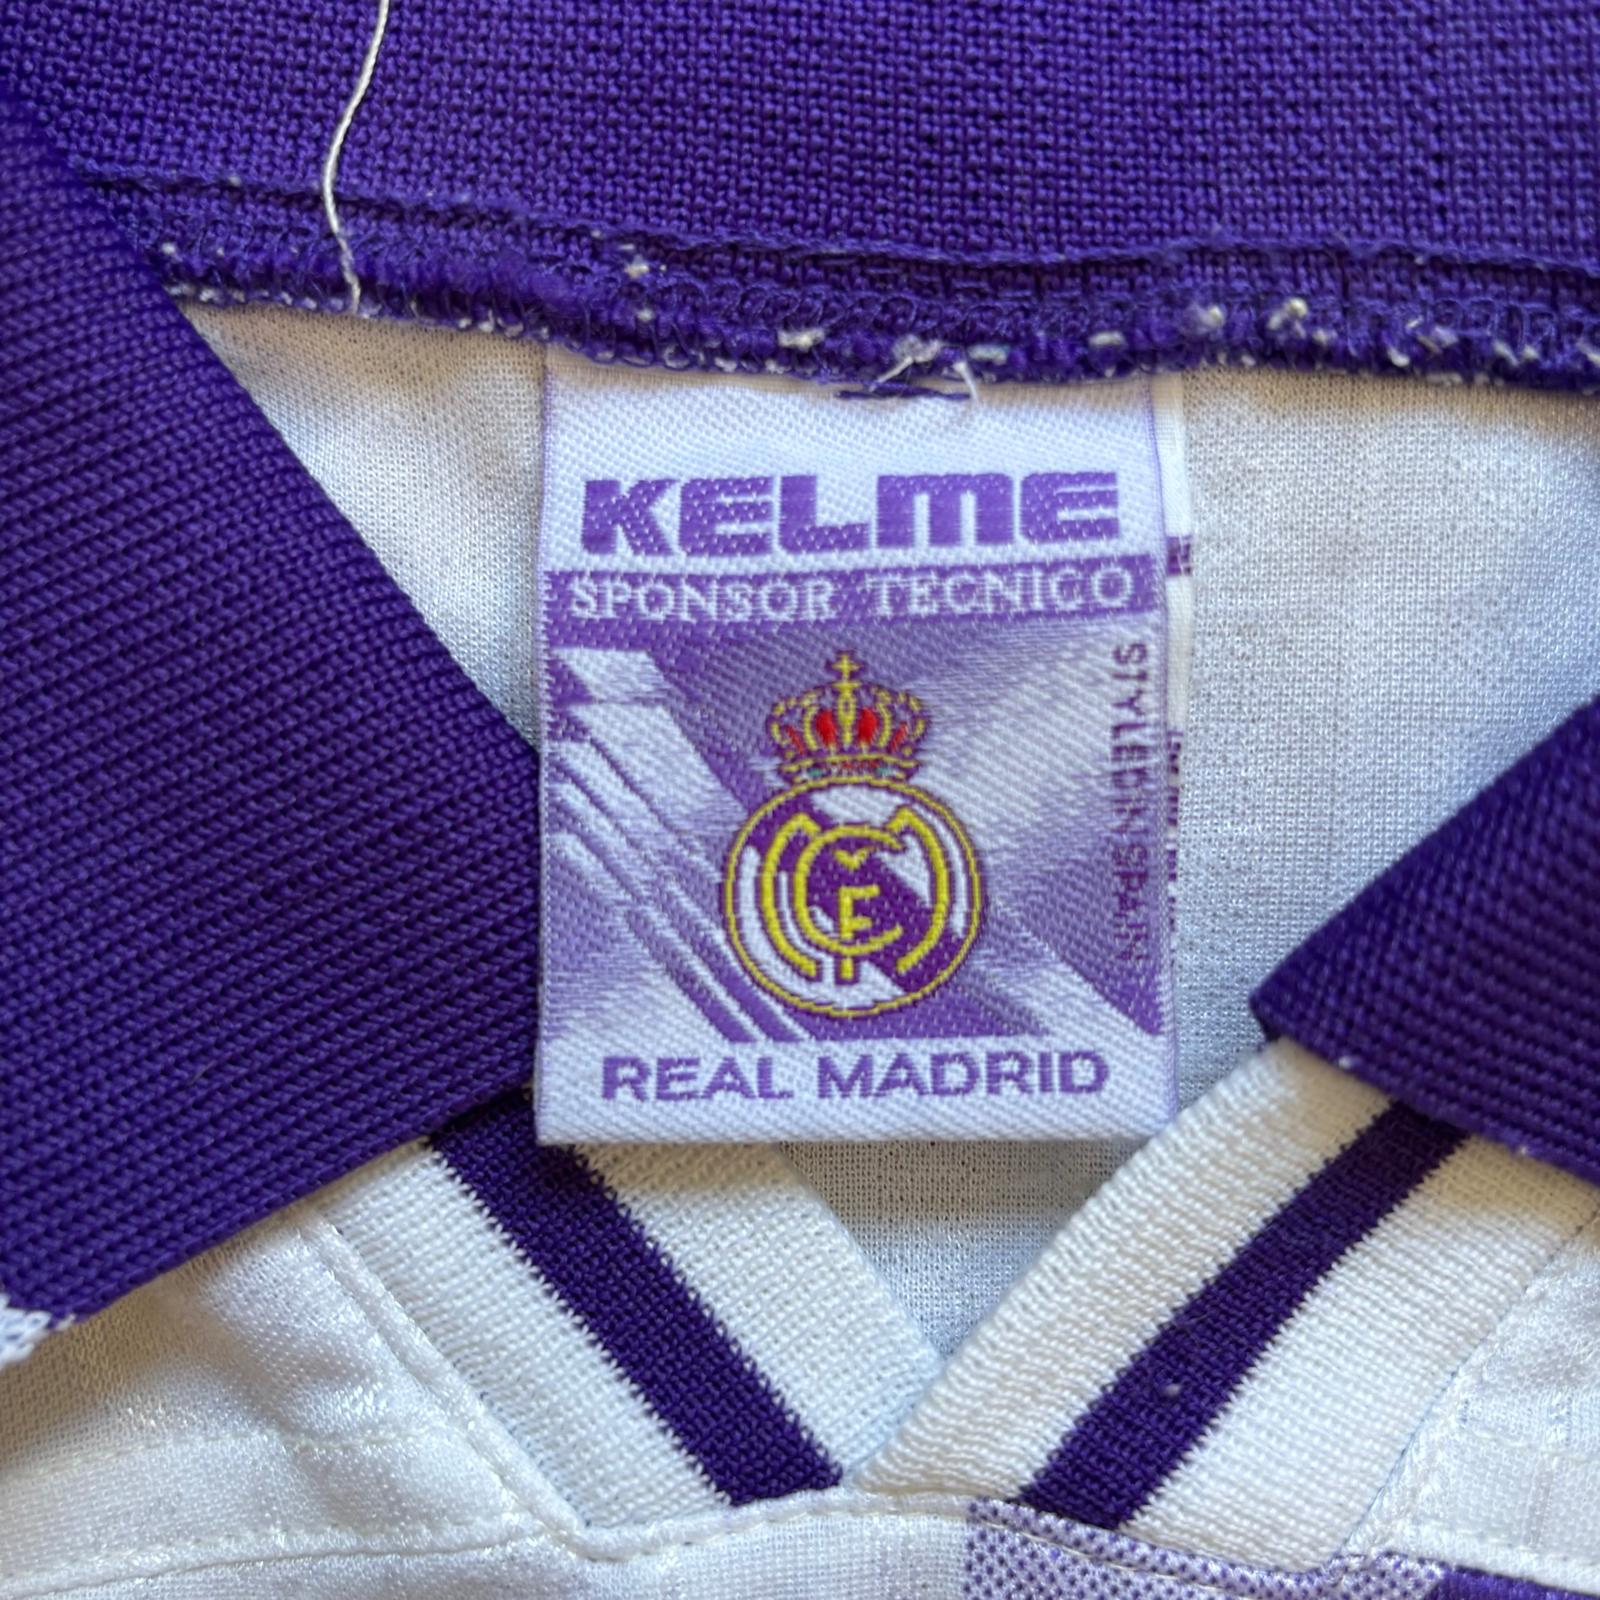 KELME
SPONSOR TECNICO
STYLED IN SPAIN
REAL MADRID